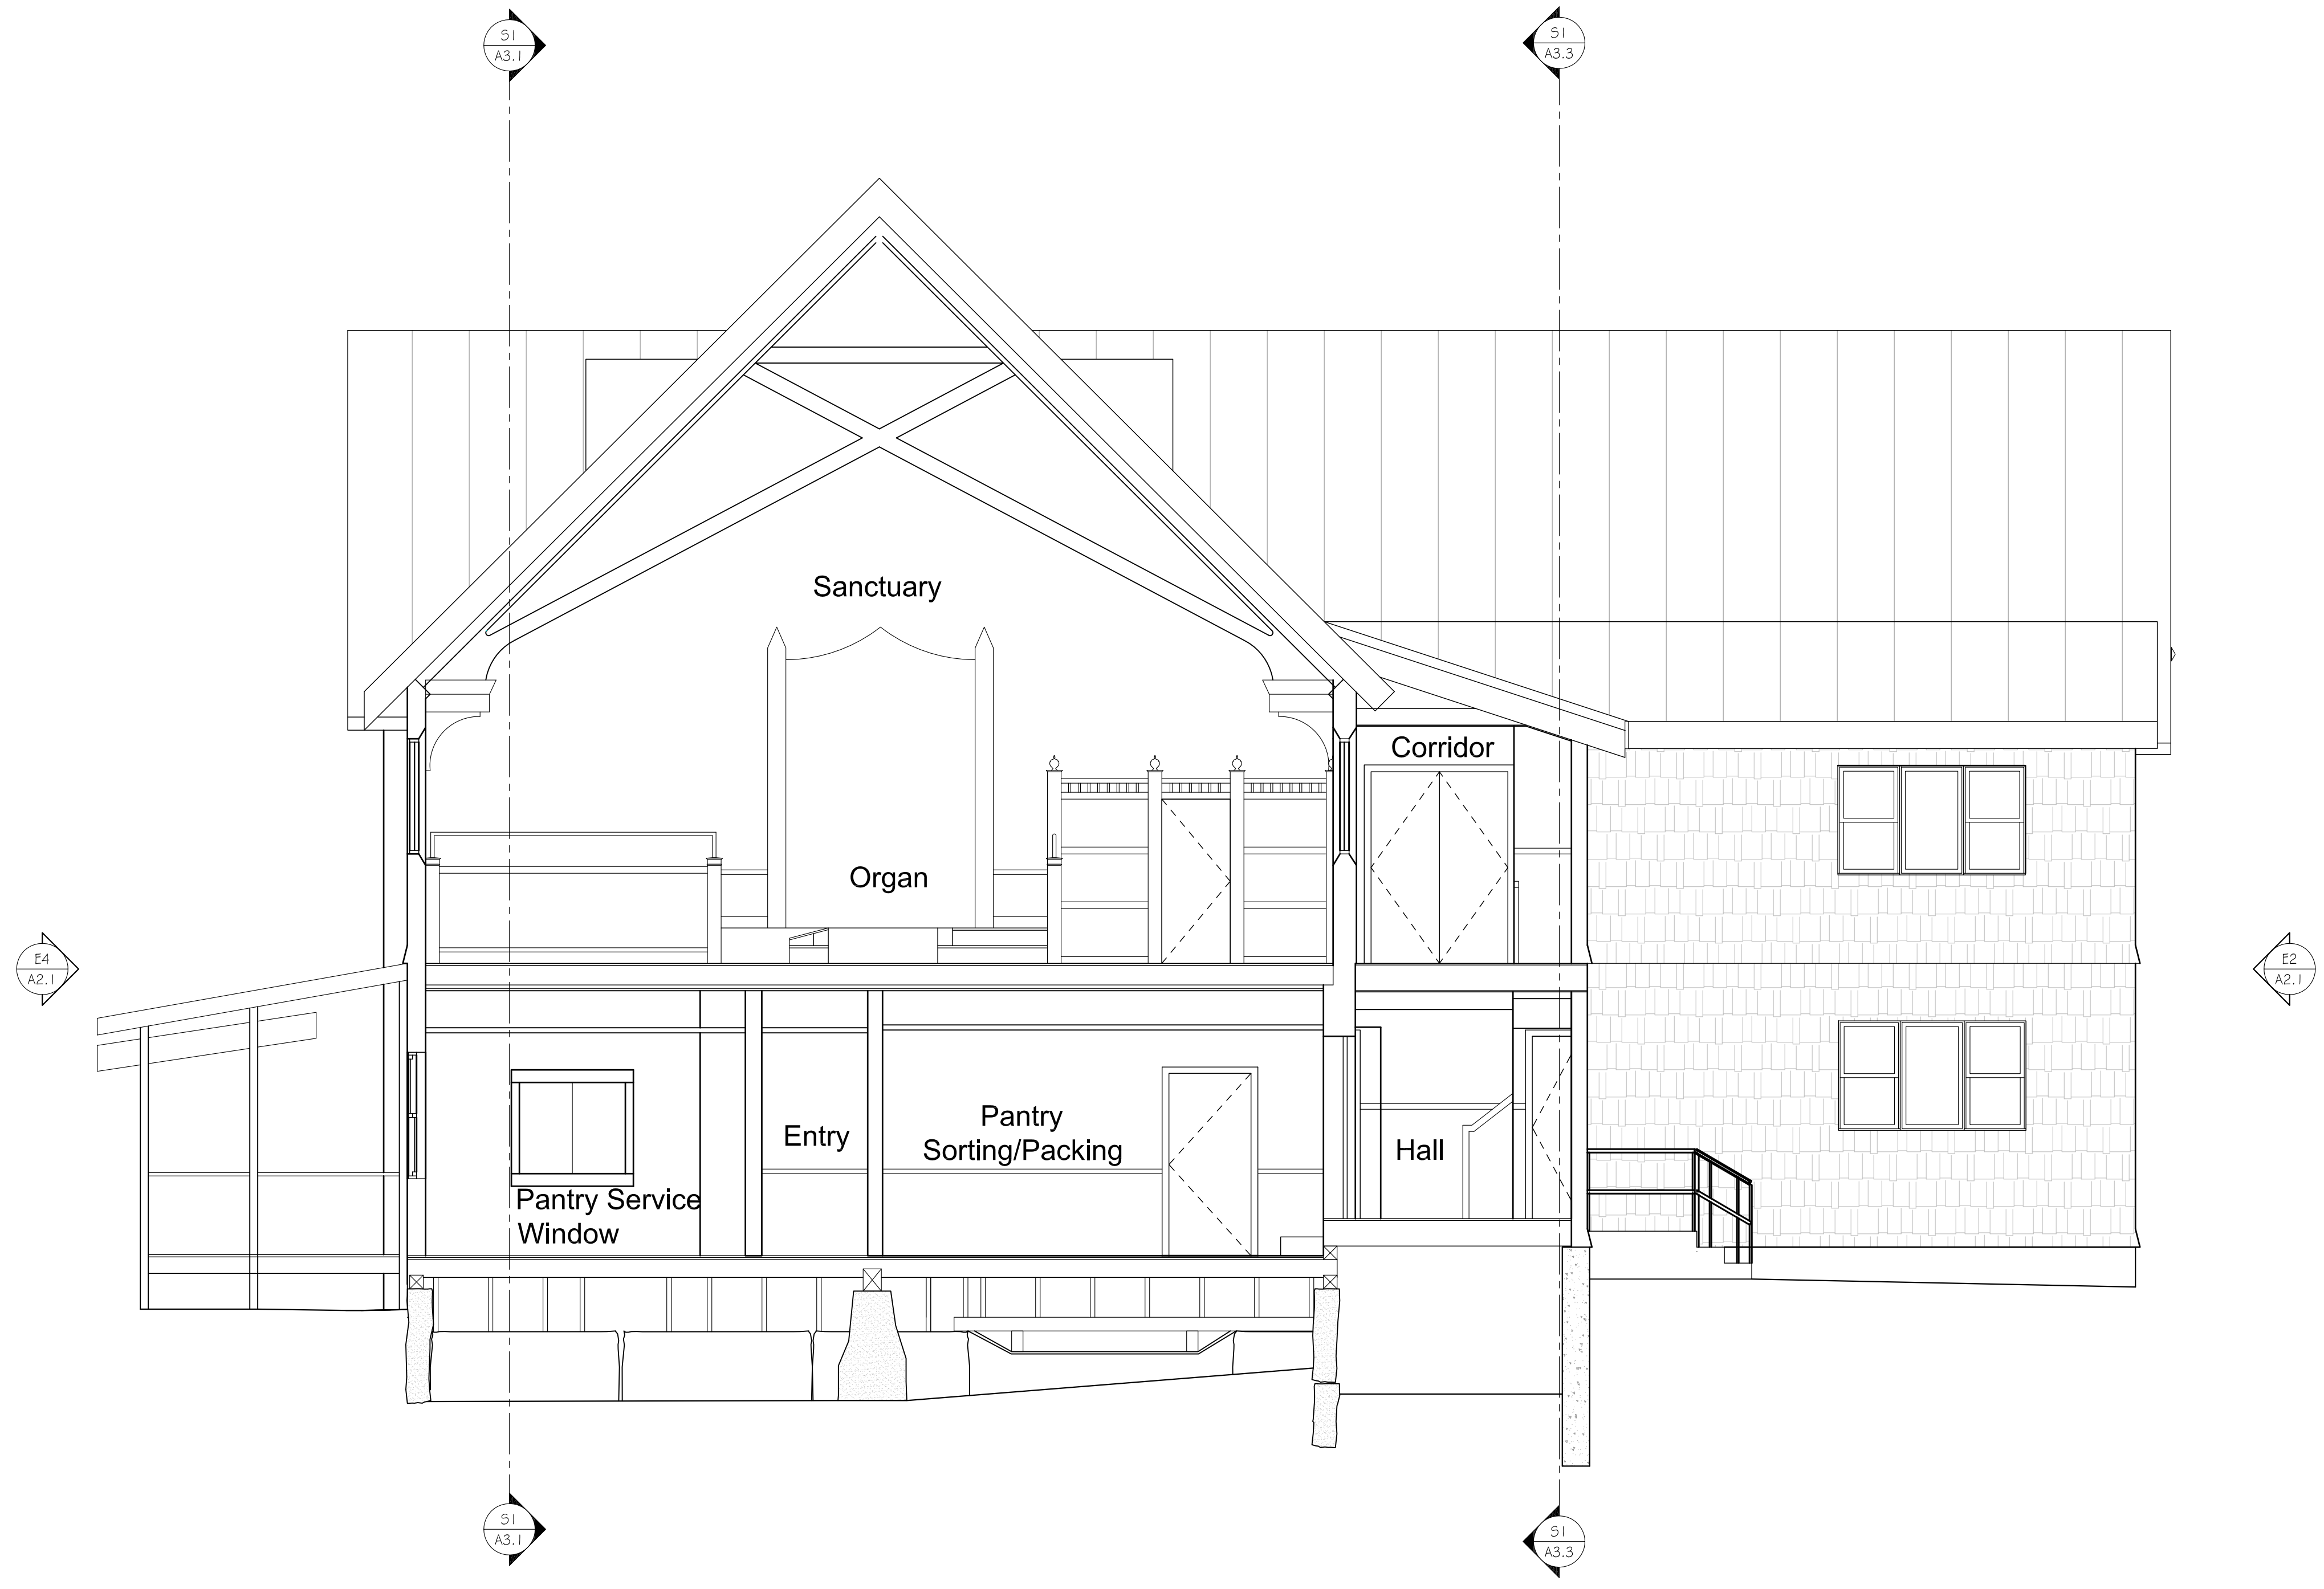 S1
A3.1
S1
A3.3
Sanctuary
Corridor
Organ
E4
A2.1
E2
A2.1
Pantry
Sorting/Packing
Entry
Hall
Pantry Service
Window
S1
A3.1
S1
A3.3